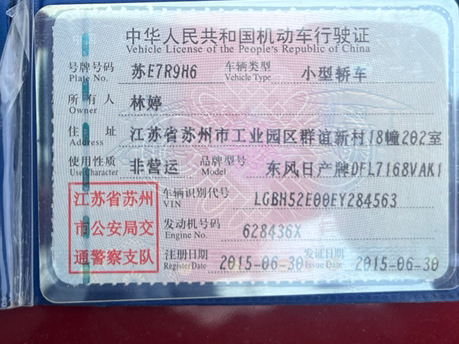 中华人民共和国机动车行驶证
Vehicle License of the People's Republic of China
号牌号码 苏E7R9H6 车辆类型 小型轿车
Plate No. Vehicle Type
所有人 林婷
Owner
住址 江苏省苏州市工业园区群谊新村18幢202室
Address
使用性质 非营运 品牌型号 东风日产牌DFL7168VAK1
Use Character Model
江苏省苏州
市公安局交
通警察支队
车辆识别代号 LGBH52E00EY284563
VIN
发动机号码 628436X
Engine No.
注册日期 2015-06-30 发证日期 2015-06-30
Register Date Issue Date